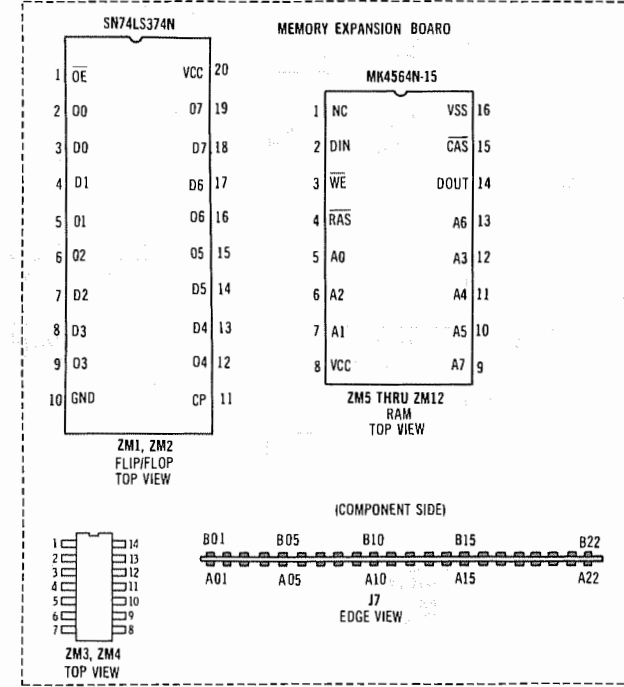 SN74LS374N
MEMORY EXPANSION BOARD
1 OE VCC 20
2 O0 O7 19
3 D0 D7 18
4 D1 D6 17
5 O1 O6 16
6 O2 O5 15
7 D2 D5 14
8 D3 D4 13
9 O3 O4 12
10 GND CP 11
ZM1, ZM2
FLIP/FLOP
TOP VIEW
MK4564N-15
1 NC VSS 16
2 DIN CAS 15
3 WE DOUT 14
4 RAS A6 13
5 A0 A3 12
6 A2 A4 11
7 A1 A5 10
8 VCC A7 9
ZM5 THRU ZM12
RAM
TOP VIEW
1 14
2 13
3 12
4 11
5 10
6 9
7 8
ZM3, ZM4
TOP VIEW
(COMPONENT SIDE)
B01 B05 B10 B15 B22
A01 A05 A10 A15 A22
J7
EDGE VIEW